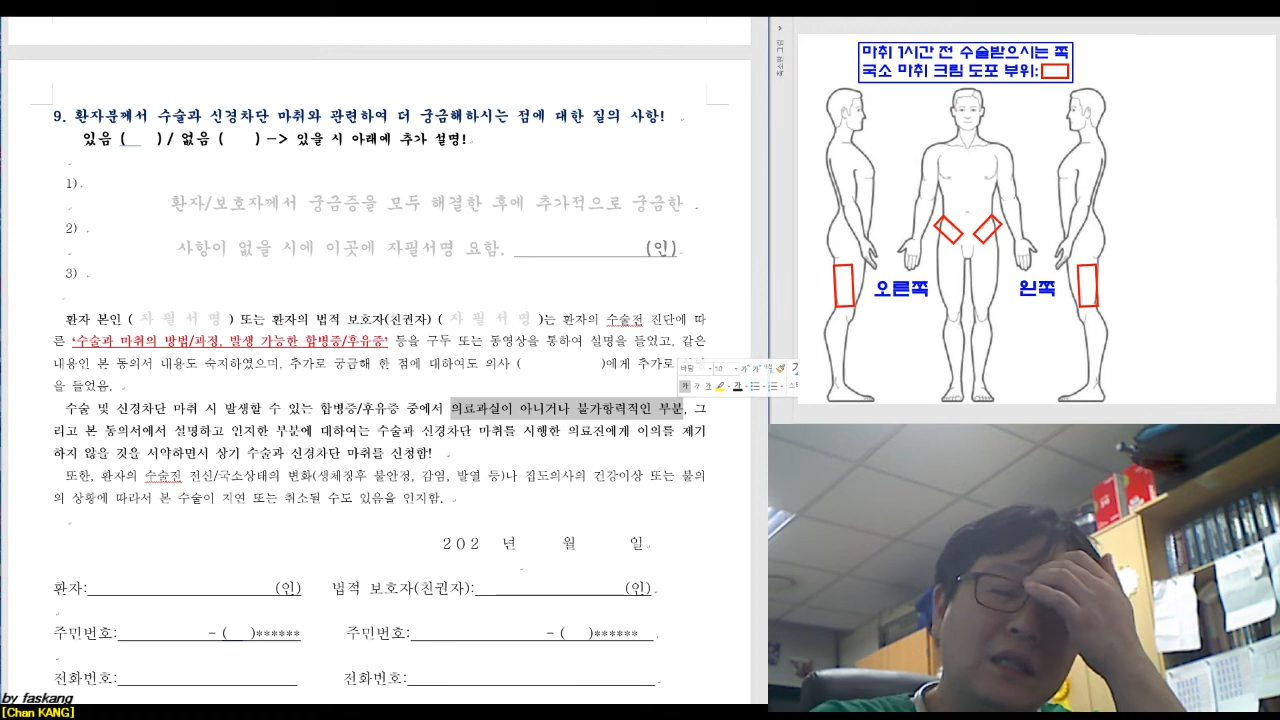 9. 환자분께서 수술과 신경차단 마취와 관련하여 더 궁금해하시는 점에 대한 질의 사항!
있음 ( ) / 없음 ( ) -> 있을 시 아래에 추가 설명!
1)
환자/보호자께서 궁금증을 모두 해결한 후에 추가적으로 궁금한
2)
사항이 없을 시에 이곳에 자필서명 요함. (인)
3)
환자 본인 ( 자 필 서 명 ) 또는 환자의 법적 보호자(친권자) ( 자 필 서 명 )는 환자의 수술전 진단에 따
른 '수술과 마취의 방법/과정, 발생 가능한 합병증/후유증' 등을 구두 또는 동영상을 통하여 설명을 들었고, 같은
내용인 본 동의서 내용도 숙지하였으며, 추가로 궁금해 한 점에 대하여도 의사 ( )에게 추가로
을 들었음.
수술 및 신경차단 마취 시 발생할 수 있는 합병증/후유증 중에서 의료과실이 아니거나 불가항력적인 부분, 그
리고 본 동의서에서 설명하고 인지한 부분에 대하여는 수술과 신경차단 마취를 시행한 의료진에게 이의를 제기
하지 않을 것을 서약하면서 상기 수술과 신경차단 마취를 신청함!
또한, 환자의 수술전 전신/국소상태의 변화(생체징후 불안정, 감염, 발열 등)나 집도의사의 건강이상 또는 불의
의 상황에 따라서 본 수술이 지연 또는 취소될 수도 있음을 인지함.
202 년 월 일
환자: (인) 법적 보호자(친권자): (인)
주민번호: - ( )****** 주민번호: - ( )******
전화번호: 전화번호:
by faskang
[Chan KANG]
바탕 10
가 가 가 가
마취 1시간 전 수술받으시는 쪽
국소 마취 크림 도포 부위:
오른쪽 왼쪽